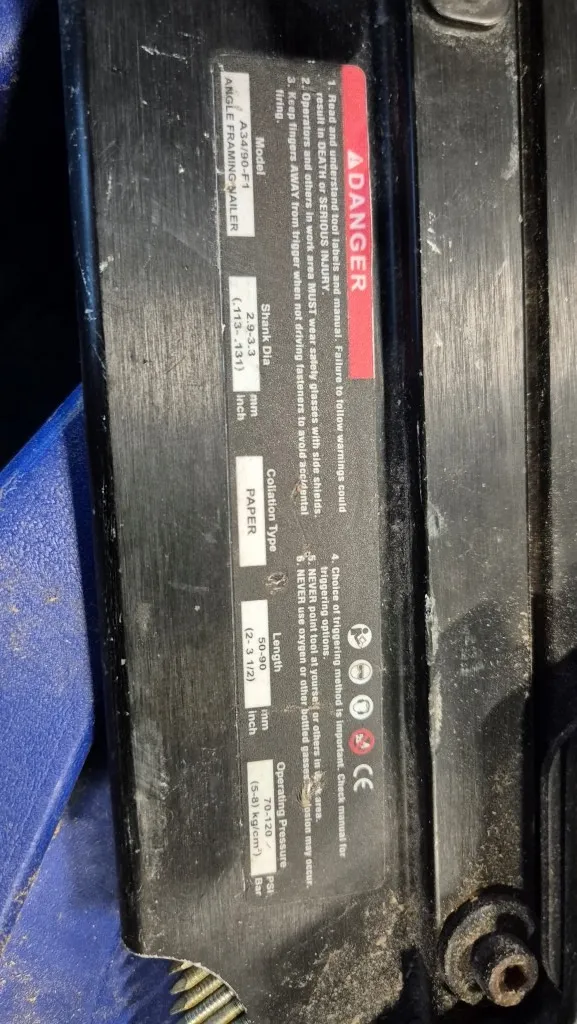 ⚠DANGER
1. Read and understand tool labels and manual. Failure to follow warnings could
result in DEATH or SERIOUS INJURY.
2. Operators and others in work area MUST wear safety glasses with side shields.
3. Keep fingers AWAY from trigger when not driving fasteners to avoid accidental
firing.
CE
4. Choice of triggering method is important. Check manual for
triggering options.
5. NEVER point tool at yourself or others in work area.
6. NEVER use oxygen or other bottled gasses. Explosion may occur.
Model
A34/90-F1
ANGLE FRAMING NAILER
Shank Dia
2.9-3.3 mm
(.113- .131) inch
Collation Type
PAPER
Length
50-90 mm
(2- 3 1/2) inch
Operating Pressure
70-120 PSI
(5-8) kg/cm²) Bar